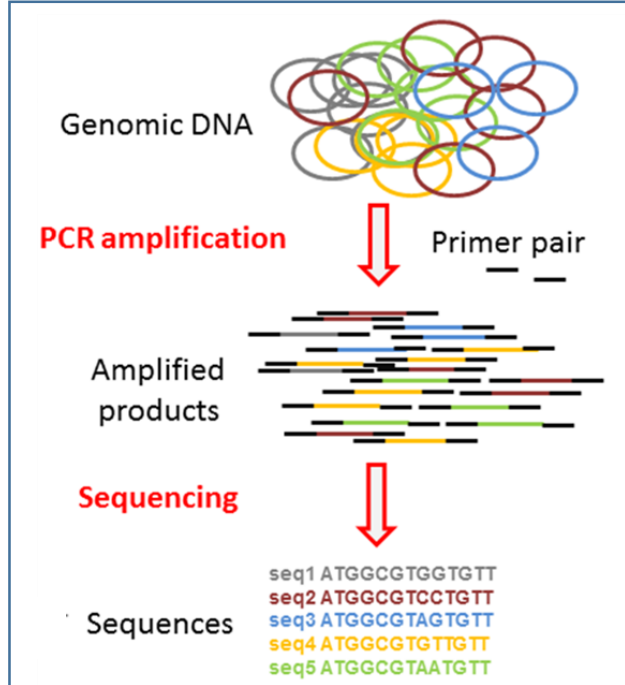 Genomic DNA
PCR amplification
Primer pair
Amplified
products
Sequencing
Sequences
seq1 ATGGCGTGGTGTT
seq2 ATGGCGTCCTGTT
seq3 ATGGCGTAGTGTT
seq4 ATGGCGTGTTGTT
seq5 ATGGCGTAATGTT